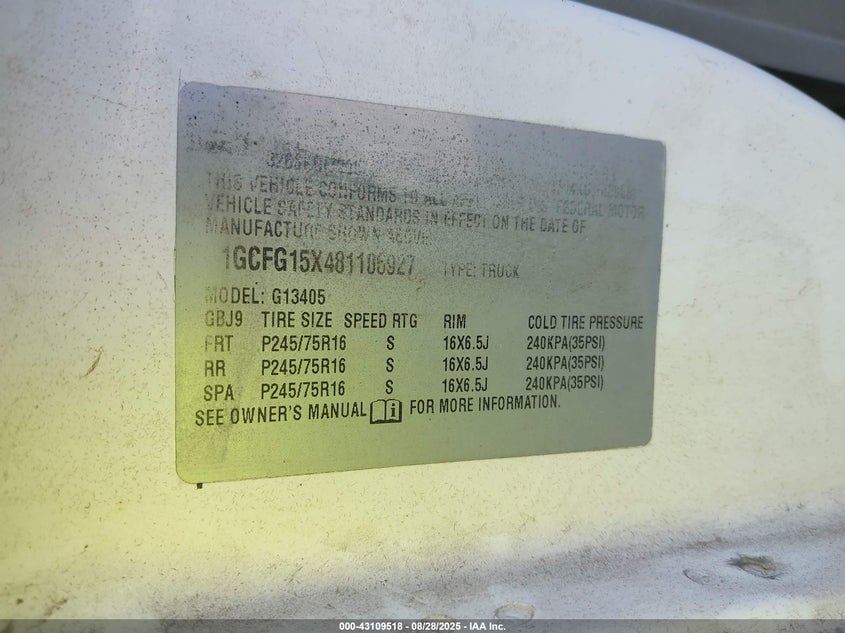 THIS VEHICLE CONFORMS TO ALL U.S. FEDERAL MOTOR
VEHICLE SAFETY STANDARDS IN EFFECT ON THE DATE OF
MANUFACTURE SHOWN
TYPE: TRUCK
MODEL: G13405
GBJ9 TIRE SIZE SPEED RTG RIM COLD TIRE PRESSURE
FRT P245/75R16 S 16X6.5J 240KPA(35PSI)
RR P245/75R16 S 16X6.5J 240KPA(35PSI)
SPA P245/75R16 S 16X6.5J 240KPA(35PSI)
SEE OWNER'S MANUAL FOR MORE INFORMATION.
000-43109518 - 08/28/2025 - IAA Inc.